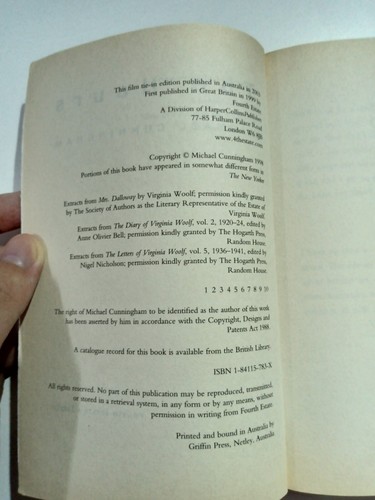 This film tie-in edition published in Australia in 2003
First published in Great Britain in 1999 by
Fourth Estate
A Division of HarperCollinsPublishers
77–85 Fulham Palace Road
London W6 8JB
www.4thestate.com
Copyright © Michael Cunningham 1998
Portions of this book have appeared in somewhat different form in
The New Yorker
Extracts from Mrs. Dalloway by Virginia Woolf; permission kindly granted
by The Society of Authors as the Literary Representative of the Estate of
Virginia Woolf.
Extracts from The Diary of Virginia Woolf, vol. 2, 1920–24, edited by
Anne Olivier Bell; permission kindly granted by The Hogarth Press,
Random House.
Extracts from The Letters of Virginia Woolf, vol. 5, 1936–1941, edited by
Nigel Nicholson; permission kindly granted by The Hogarth Press,
Random House.
1 2 3 4 5 6 7 8 9 10
The right of Michael Cunningham to be identified as the author of this work
has been asserted by him in accordance with the Copyright, Designs and
Patents Act 1988.
A catalogue record for this book is available from the British Library.
ISBN 1-84115-783-X
All rights reserved. No part of this publication may be reproduced, transmitted,
or stored in a retrieval system, in any form or by any means, without
permission in writing from Fourth Estate.
Printed and bound in Australia by
Griffin Press, Netley, Australia